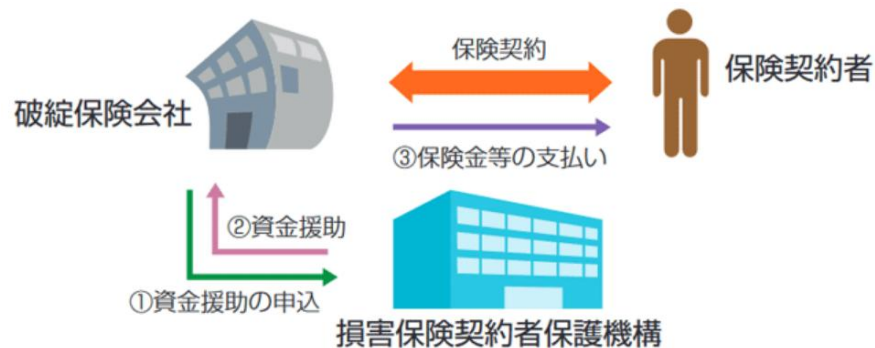 保険契約
保険契約者
破綻保険会社
③保険金等の支払い
②資金援助
①資金援助の申込
損害保険契約者保護機構